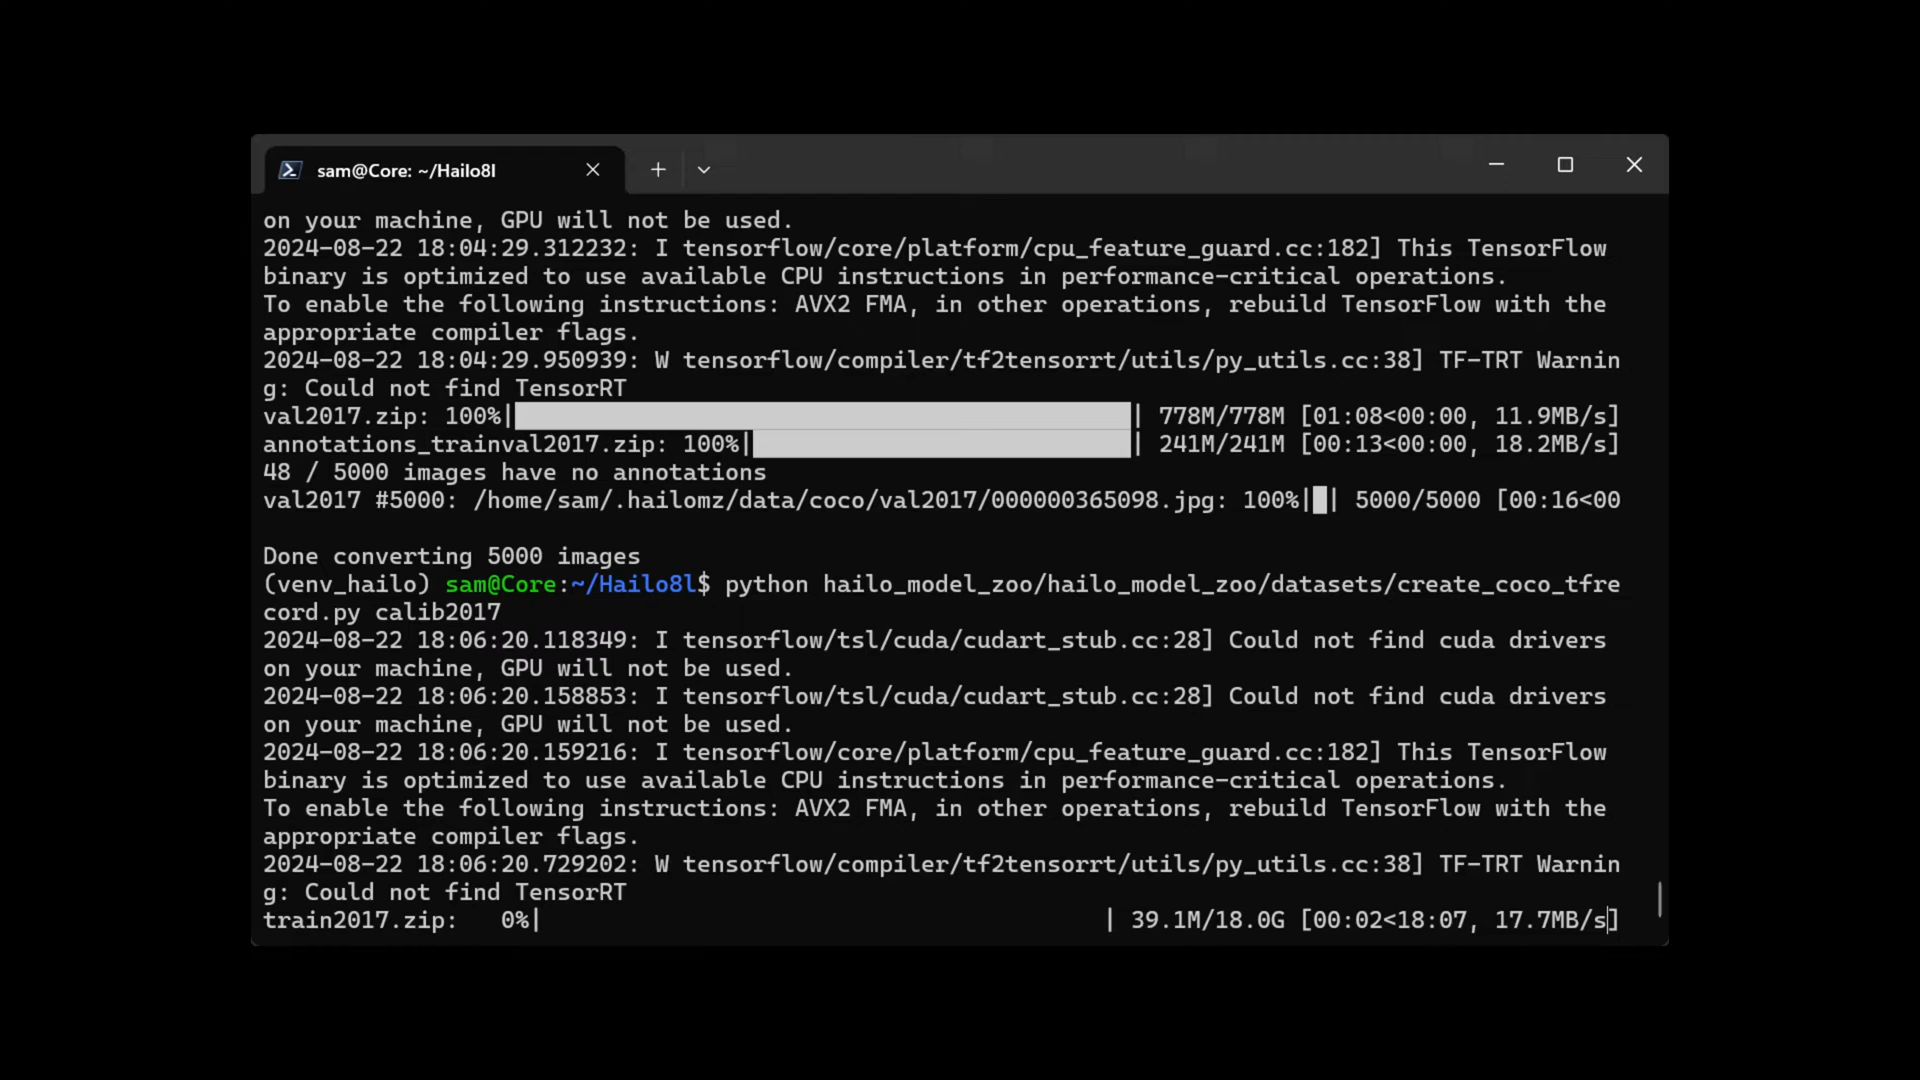 sam@Core: ~/Hailo8l
on your machine, GPU will not be used.
2024-08-22 18:04:29.312232: I tensorflow/core/platform/cpu_feature_guard.cc:182] This TensorFlow
binary is optimized to use available CPU instructions in performance-critical operations.
To enable the following instructions: AVX2 FMA, in other operations, rebuild TensorFlow with the
appropriate compiler flags.
2024-08-22 18:04:29.950939: W tensorflow/compiler/tf2tensorrt/utils/py_utils.cc:38] TF-TRT Warnin
g: Could not find TensorRT
val2017.zip: 100%|██████████| 778M/778M [01:08<00:00, 11.9MB/s]
annotations_trainval2017.zip: 100%|██████| 241M/241M [00:13<00:00, 18.2MB/s]
48 / 5000 images have no annotations
val2017 #5000: /home/sam/.hailomz/data/coco/val2017/000000365098.jpg: 100%|█| 5000/5000 [00:16<00
Done converting 5000 images
(venv_hailo) sam@Core:~/Hailo8l$ python hailo_model_zoo/hailo_model_zoo/datasets/create_coco_tfre
cord.py calib2017
2024-08-22 18:06:20.118349: I tensorflow/tsl/cuda/cudart_stub.cc:28] Could not find cuda drivers
on your machine, GPU will not be used.
2024-08-22 18:06:20.158853: I tensorflow/tsl/cuda/cudart_stub.cc:28] Could not find cuda drivers
on your machine, GPU will not be used.
2024-08-22 18:06:20.159216: I tensorflow/core/platform/cpu_feature_guard.cc:182] This TensorFlow
binary is optimized to use available CPU instructions in performance-critical operations.
To enable the following instructions: AVX2 FMA, in other operations, rebuild TensorFlow with the
appropriate compiler flags.
2024-08-22 18:06:20.729202: W tensorflow/compiler/tf2tensorrt/utils/py_utils.cc:38] TF-TRT Warnin
g: Could not find TensorRT
train2017.zip: 0%| | 39.1M/18.0G [00:02<18:07, 17.7MB/s]